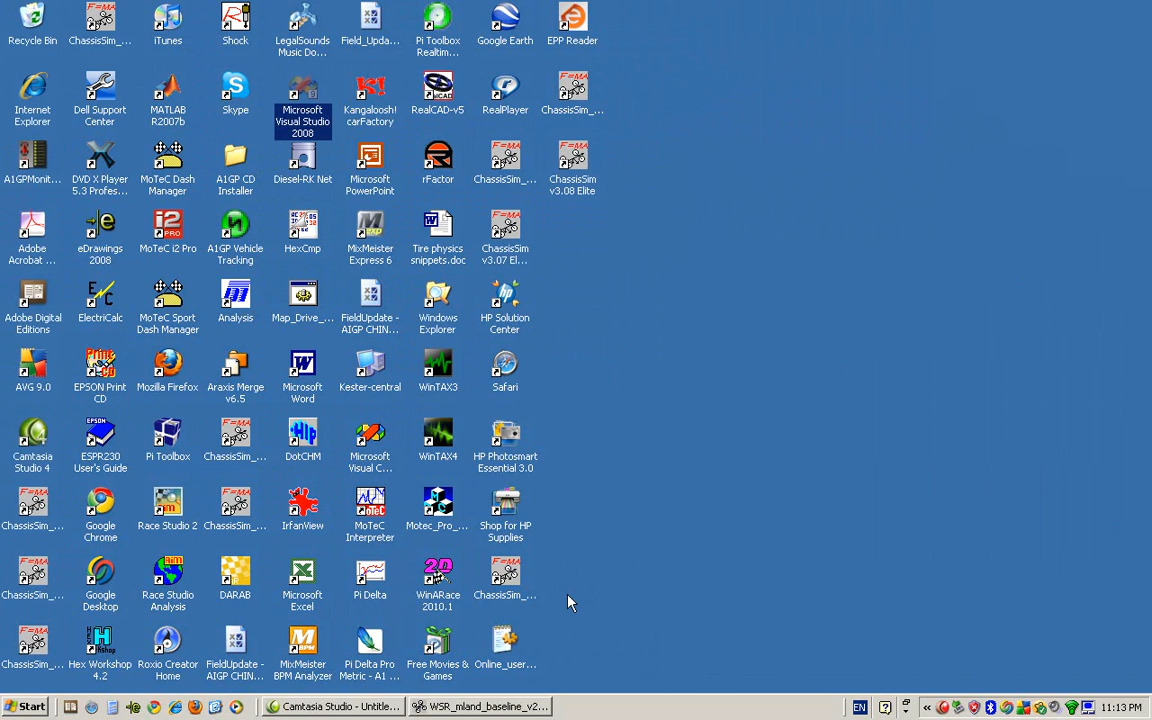 Recycle Bin
ChassisSim_...
iTunes
Shock
LegalSounds
Music Do...
Field_Upda...
Pi Toolbox
Realtim...
Google Earth
EPP Reader
Internet
Explorer
Dell Support
Center
MATLAB
R2007b
Skype
Microsoft
Visual Studio
2008
Kangaloosh!
carFactory
RealCAD-v5
RealPlayer
ChassisSim_...
A1GPMonit...
DVD X Player
5.3 Profes...
MoTeC Dash
Manager
A1GP CD
Installer
Diesel-RK Net
Microsoft
PowerPoint
rFactor
ChassisSim_...
ChassisSim
v3.08 Elite
Adobe
Acrobat ...
eDrawings
2008
MoTeC i2 Pro
A1GP Vehicle
Tracking
HexCmp
MixMeister
Express 6
Tire physics
snippets.doc
ChassisSim
v3.07 El...
Adobe Digital
Editions
ElectriCalc
MoTeC Sport
Dash Manager
Analysis
Map_Drive_...
FieldUpdate -
AIGP CHIN...
Windows
Explorer
HP Solution
Center
AVG 9.0
EPSON Print
CD
Mozilla Firefox
Araxis Merge
v6.5
Microsoft
Word
Kester-central
WinTAX3
Safari
Camtasia
Studio 4
ESPR230
User's Guide
Pi Toolbox
ChassisSim_...
DotCHM
Microsoft
Visual C...
WinTAX4
HP Photosmart
Essential 3.0
ChassisSim_...
Google
Chrome
Race Studio 2
ChassisSim_...
IrfanView
MoTeC
Interpreter
Motec_Pro_...
Shop for HP
Supplies
ChassisSim_...
Google
Desktop
Race Studio
Analysis
DARAB
Microsoft
Excel
Pi Delta
WinARace
2010.1
ChassisSim_...
ChassisSim_...
Hex Workshop
4.2
Roxio Creator
Home
FieldUpdate -
AIGP CHIN...
MixMeister
BPM Analyzer
Pi Delta Pro
Metric - A1 ...
Free Movies &
Games
Online_user...
Start
Camtasia Studio - Untitle...
WSR_mland_baseline_v2...
EN
11:13 PM